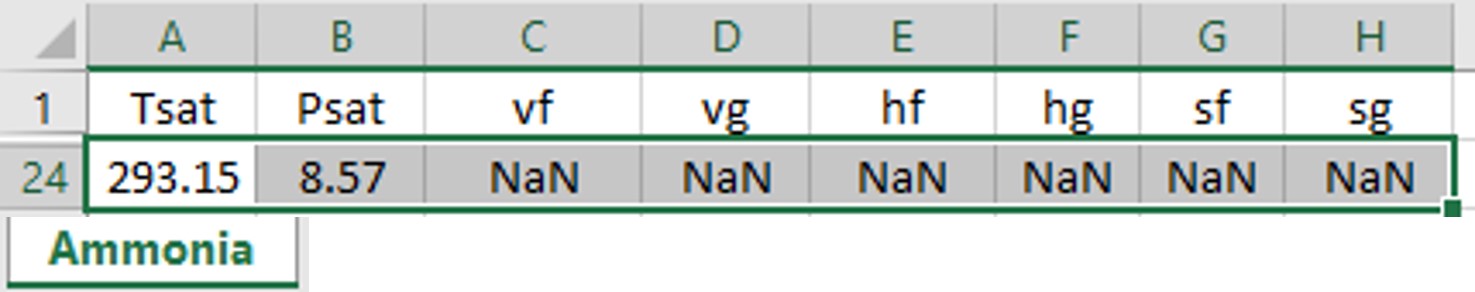 A B C D E F G H
1 Tsat Psat vf vg hf hg sf sg
24 293.15 8.57 NaN NaN NaN NaN NaN NaN
Ammonia